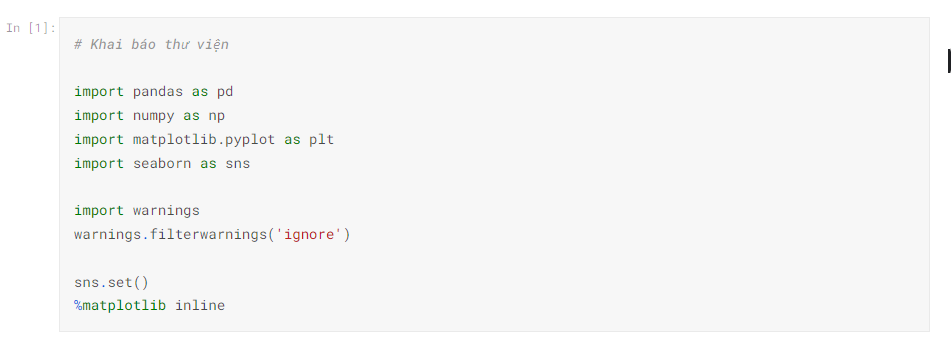 In [1]:
# Khai báo thư viện
import pandas as pd
import numpy as np
import matplotlib.pyplot as plt
import seaborn as sns
import warnings
warnings.filterwarnings('ignore')
sns.set()
%matplotlib inline